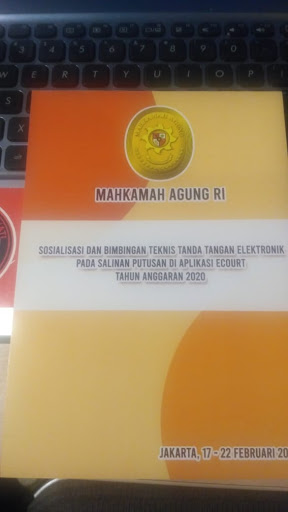 W E R T Y U I O P
MAHKAMAH AGUNG RI
SOSIALISASI DAN BIMBINGAN TEKNIS TANDA TANGAN ELEKTRONIK
PADA SALINAN PUTUSAN DI APLIKASI ECOURT
TAHUN ANGGARAN 2020
JAKARTA, 17 - 22 FEBRUARI 20